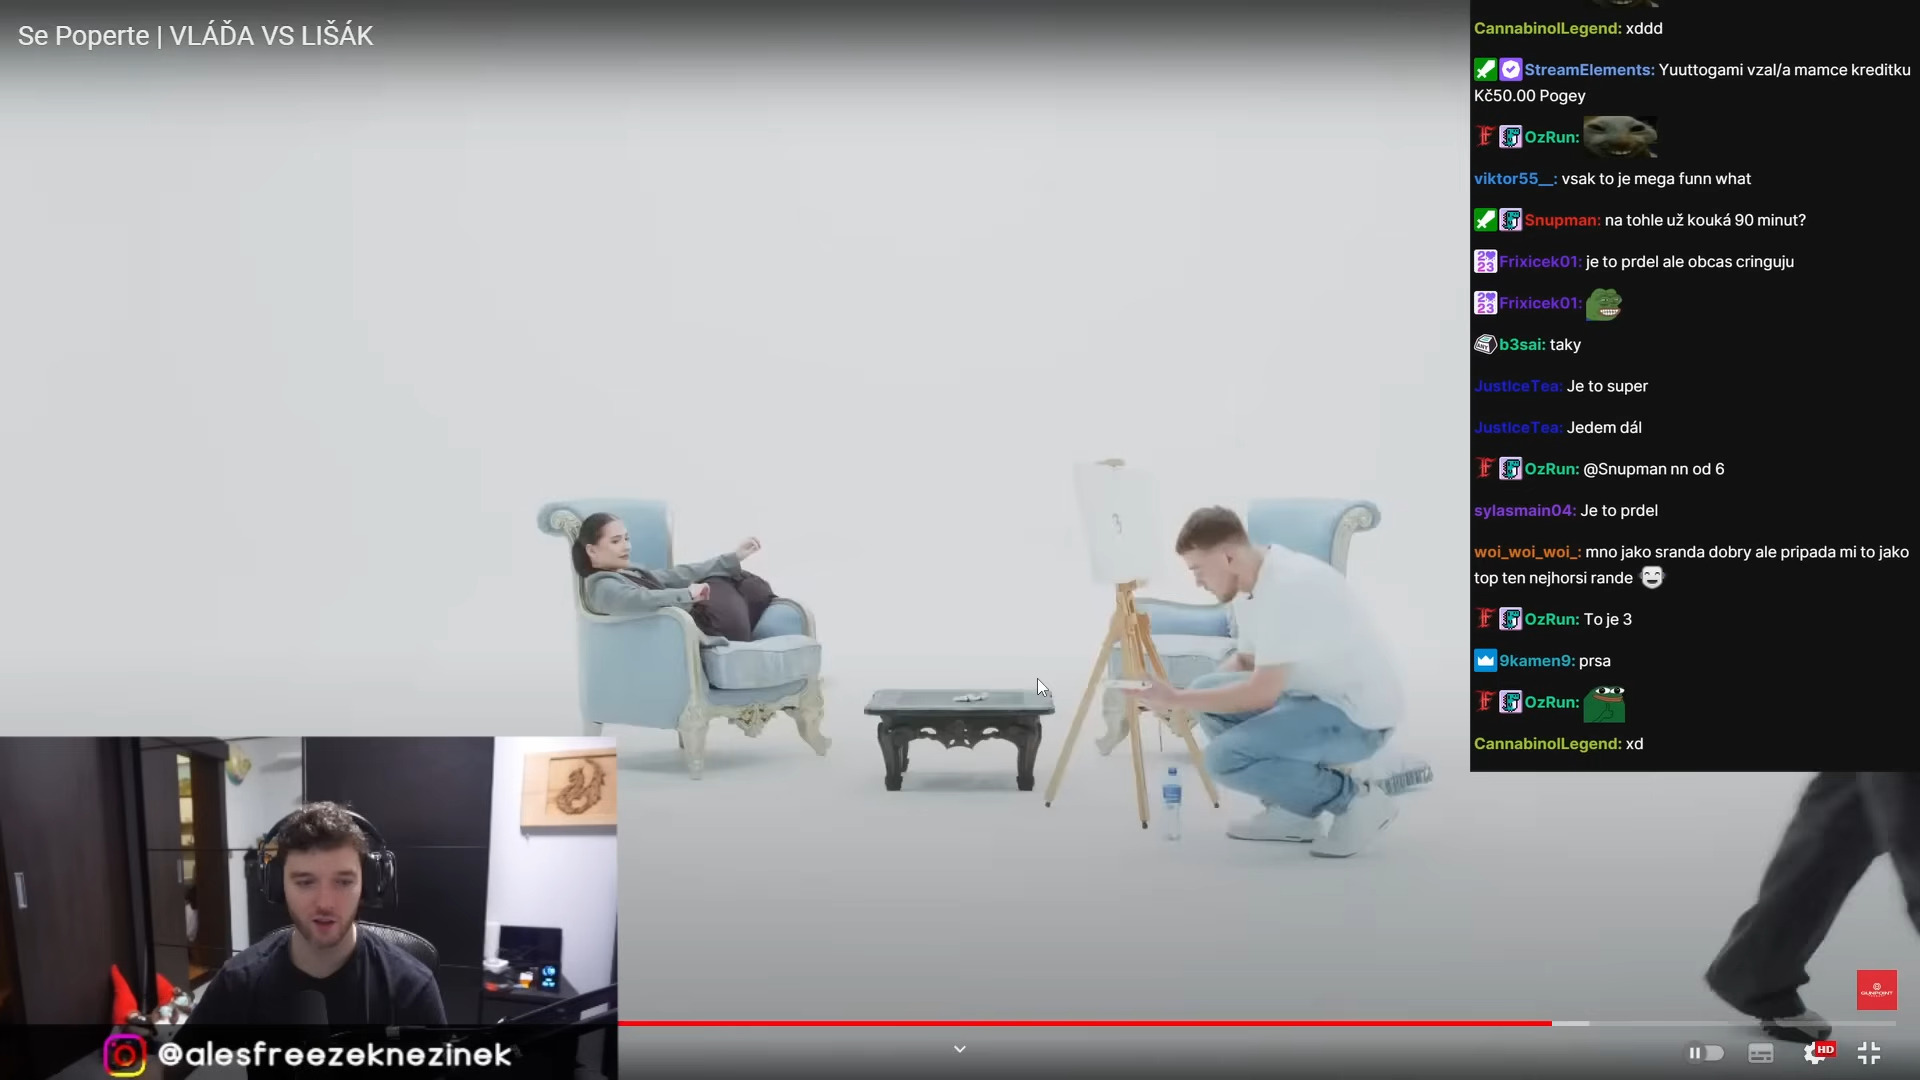 Se Poperte | VLÁĎA VS LIŠÁK
CannabinolLegend: xddd
StreamElements: Yuuttogami vzal/a mamce kreditku
Kč50.00 Pogey
OzRun:
viktor55__: vsak to je mega funn what
Snupman: na tohle už kouká 90 minut?
Frixicek01: je to prdel ale obcas cringuju
Frixicek01:
b3sai: taky
JustIceTea: Je to super
JustIceTea: Jedem dál
OzRun: @Snupman nn od 6
sylasmain04: Je to prdel
woi_woi_woi_: mno jako sranda dobry ale pripada mi to jako
top ten nejhorsi rande
OzRun: To je 3
9kamen9: prsa
OzRun:
CannabinolLegend: xd
GUNPOINT
@alesfreezeknezinek
HD